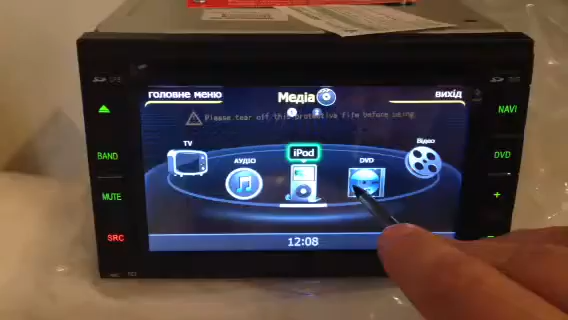 головне меню
Медіа
вихід
Please tear off this protective film before using.
TV
АУДІО
iPod
DVD
Відео
12:08
BAND
MUTE
SRC
NAVI
DVD
+